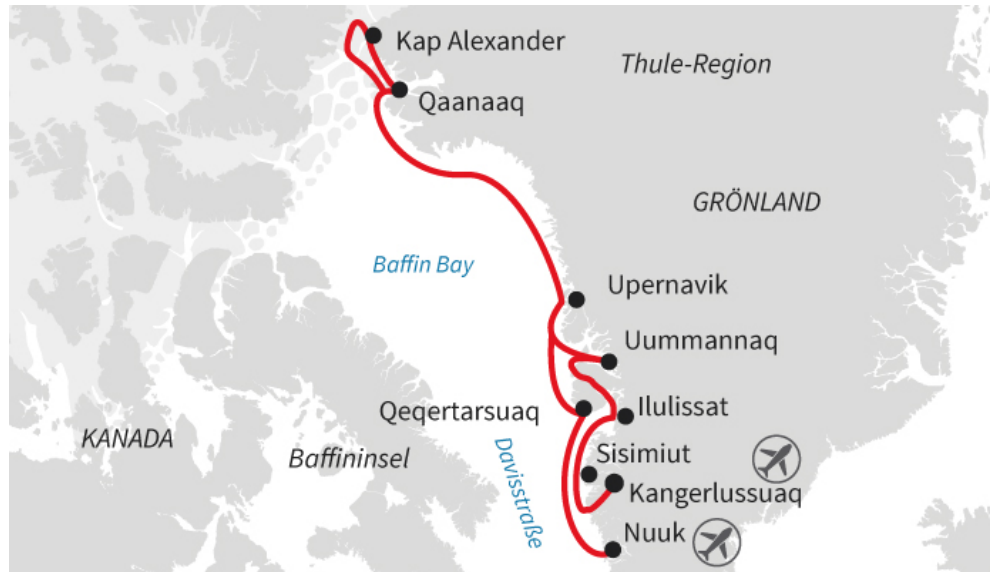 Kap Alexander
Thule-Region
Qaanaaq
GRÖNLAND
Baffin Bay
Upernavik
Uummannaq
Qeqertarsuaq
Ilulissat
KANADA
Baffininsel
Davisstraße
Sisimiut
Kangerlussuaq
Nuuk